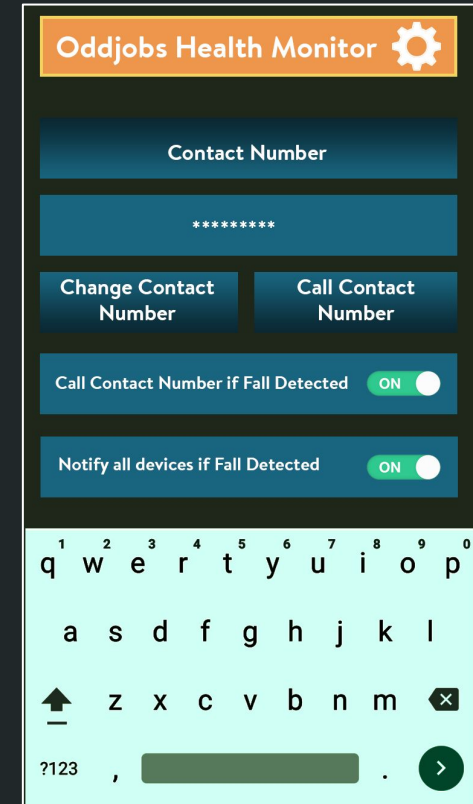 Oddjobs Health Monitor
Contact Number
*********
Change Contact
Number
Call Contact
Number
Call Contact Number if Fall Detected ON
Notify all devices if Fall Detected ON
1 2 3 4 5 6 7 8 9 0
q w e r t y u i o p
a s d f g h j k l
z x c v b n m
?123 , .